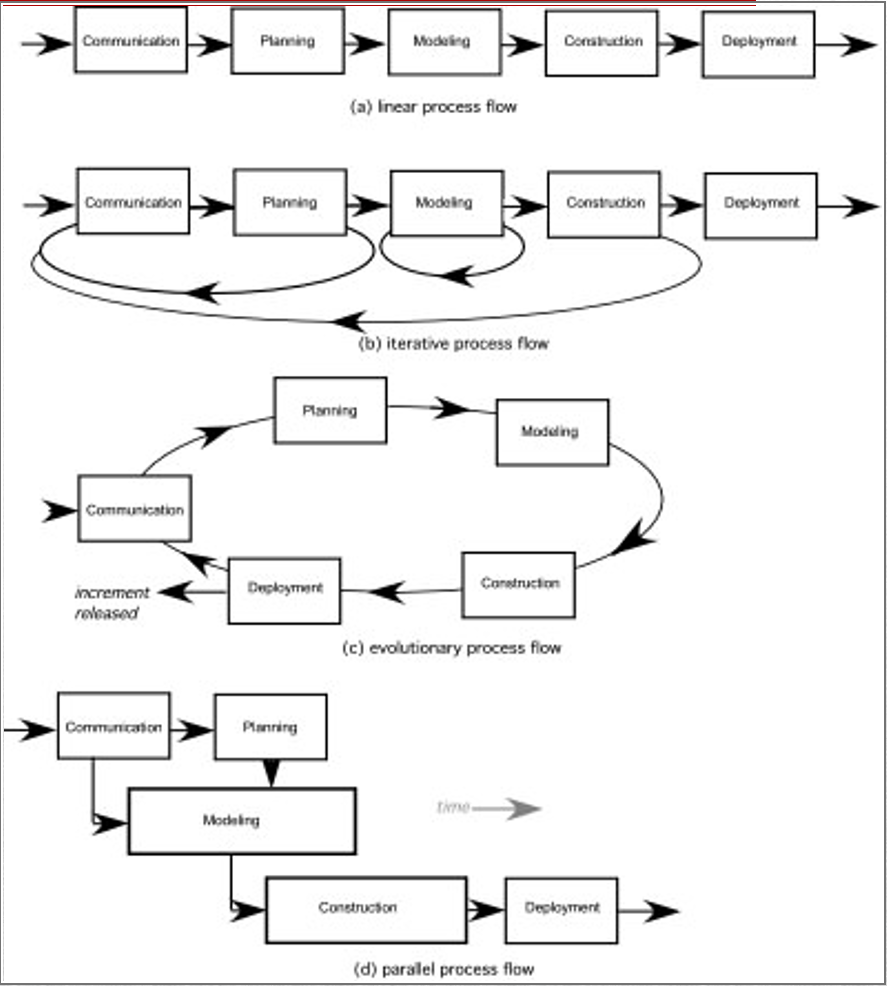 Communication
Planning
Modeling
Construction
Deployment
(a) linear process flow
Communication
Planning
Modeling
Construction
Deployment
(b) iterative process flow
Planning
Modeling
Communication
Deployment
Construction
increment
released
(c) evolutionary process flow
Communication
Planning
Modeling
time
Construction
Deployment
(d) parallel process flow